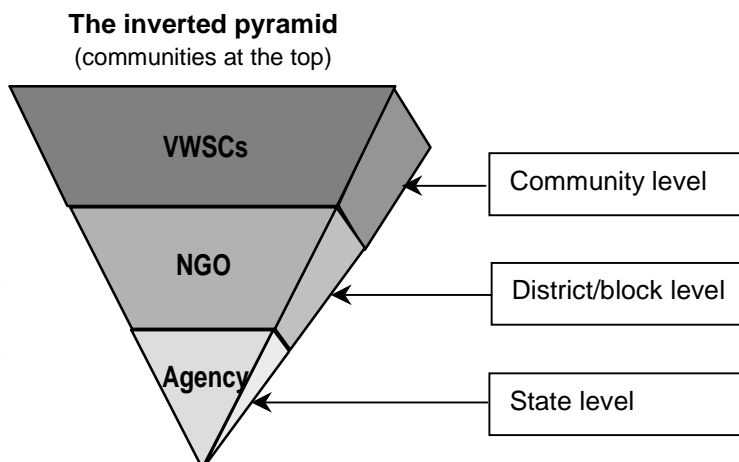 The inverted pyramid
(communities at the top)
VWSCs
Community level
NGO
District/block level
Agency
State level